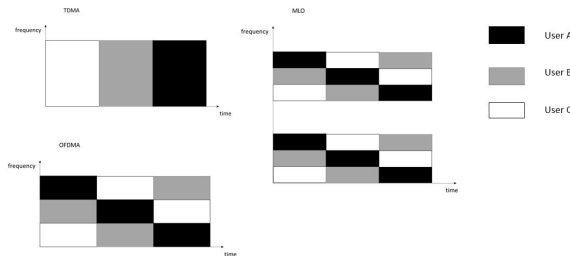 TDMA
frequency
time
OFDMA
frequency
time
MLO
frequency
time
User
User
User